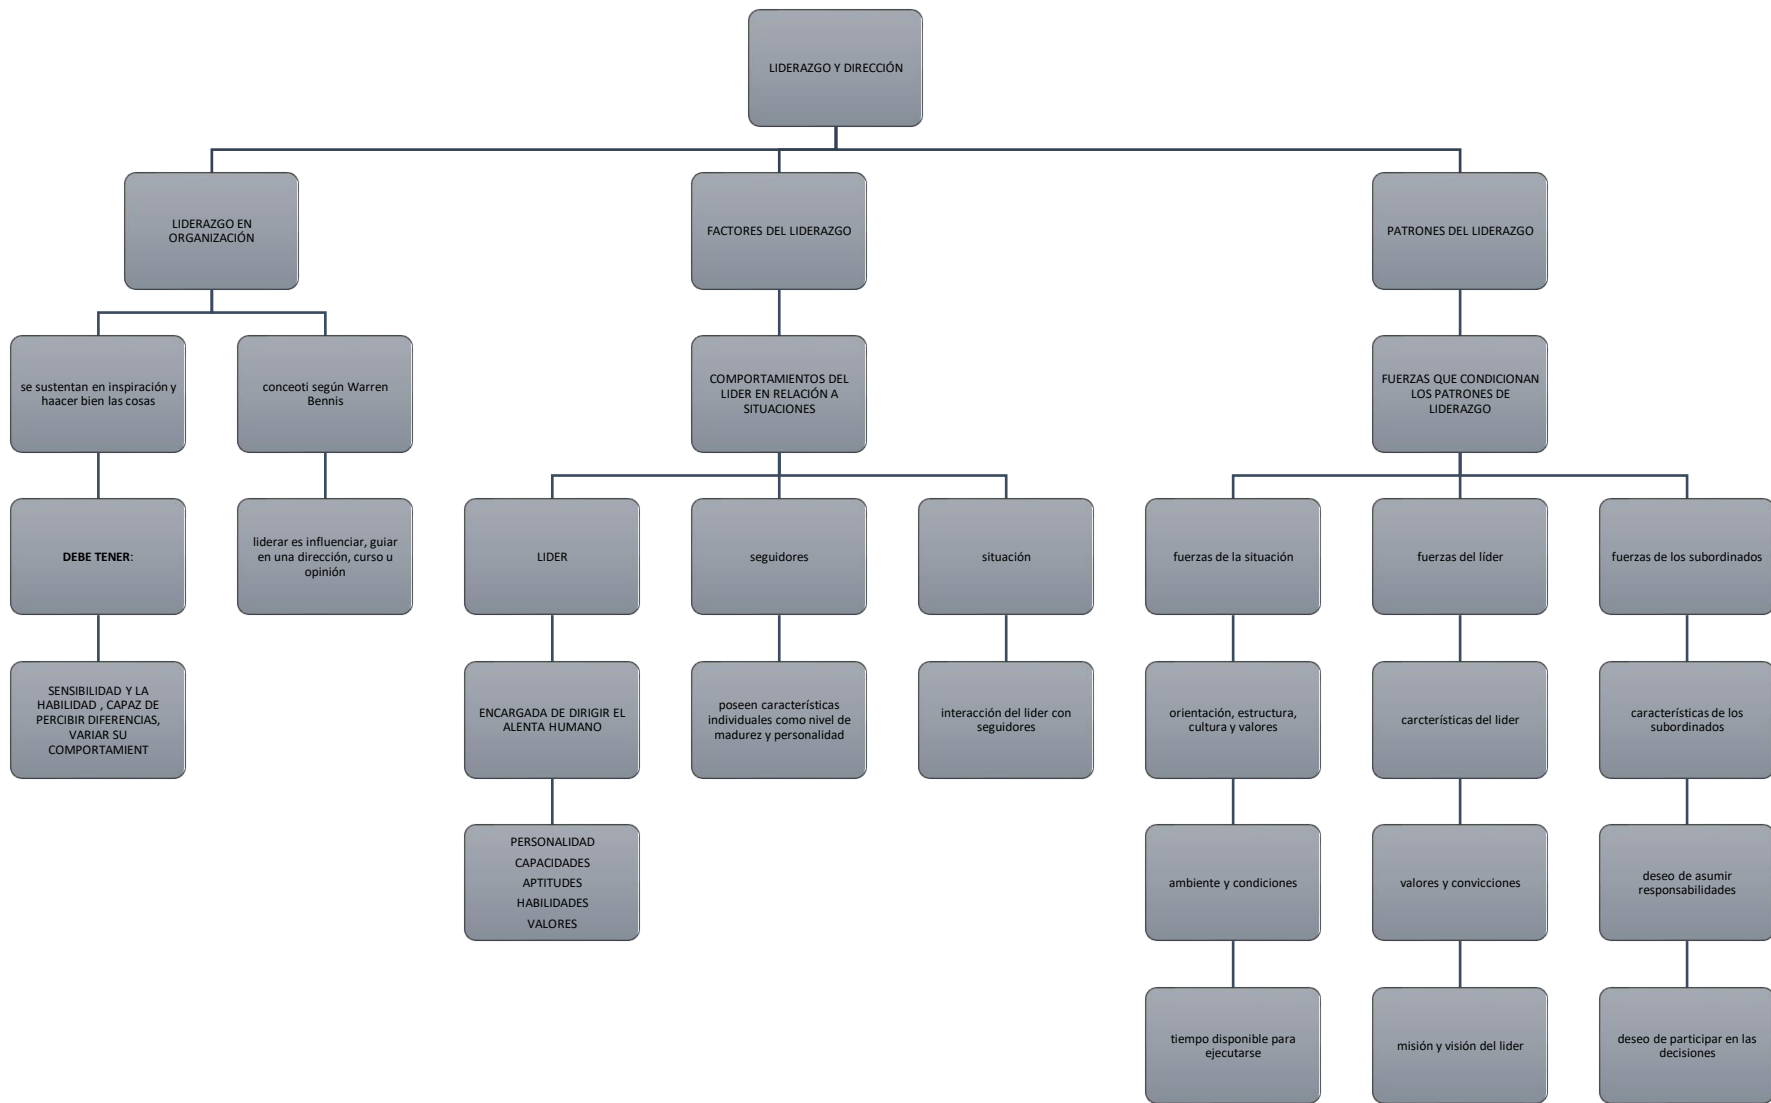 LIDERAZGO Y DIRECCIÓN
LIDERAZGO EN
ORGANIZACIÓN
FACTORES DEL LIDERAZGO
PATRONES DEL LIDERAZGO
se sustentan en inspiración y
haacer bien las cosas
conceoti según Warren
Bennis
COMPORTAMIENTOS DEL
LIDER EN RELACIÓN A
SITUACIONES
FUERZAS QUE CONDICIONAN
LOS PATRONES DE
LIDERAZGO
DEBE TENER:
liderar es influenciar, guiar
en una dirección, curso u
opinión
LIDER
seguidores
situación
fuerzas de la situación
fuerzas del líder
fuerzas de los subordinados
SENSIBILIDAD Y LA
HABILIDAD , CAPAZ DE
PERCIBIR DIFERENCIAS,
VARIAR SU
COMPORTAMIENT
ENCARGADA DE DIRIGIR EL
ALENTA HUMANO
poseen características
individuales como nivel de
madurez y personalidad
interacción del lider con
seguidores
orientación, estructura,
cultura y valores
carcterísticas del lider
características de los
subordinados
PERSONALIDAD
CAPACIDADES
APTITUDES
HABILIDADES
VALORES
ambiente y condiciones
valores y convicciones
deseo de asumir
responsabilidades
tiempo disponible para
ejecutarse
misión y visión del lider
deseo de participar en las
decisiones